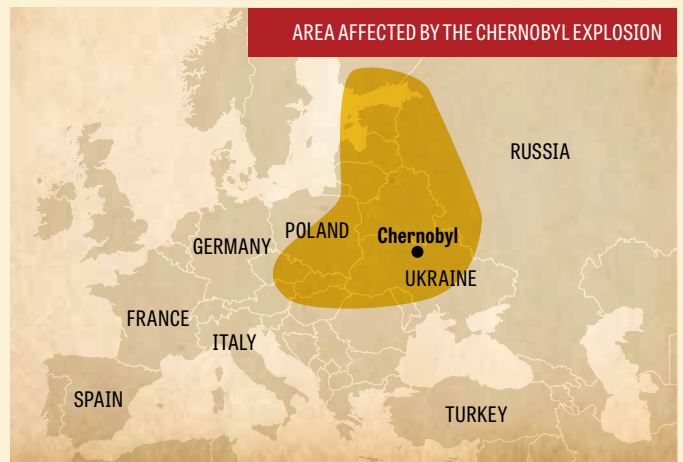 AREA AFFECTED BY THE CHERNOBYL EXPLOSION
RUSSIA
POLAND
Chernobyl
GERMANY
UKRAINE
FRANCE
ITALY
SPAIN
TURKEY